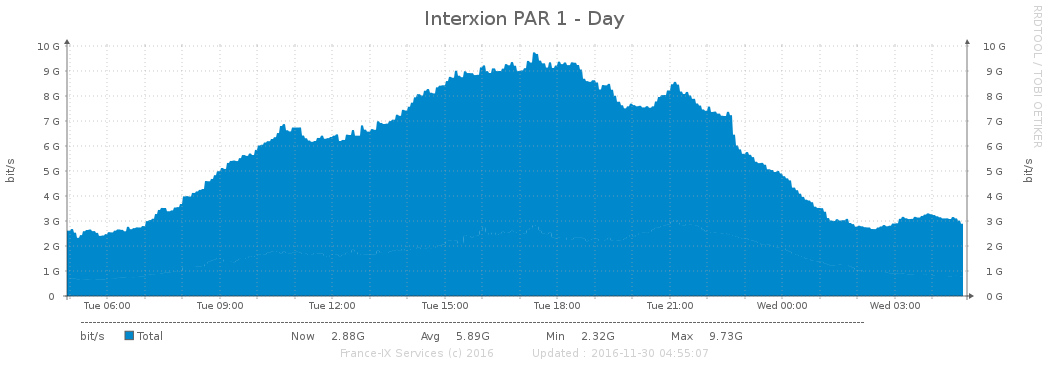 Interxion PAR 1 - Day
RRDTOOL / TOBI OETIKER
bit/s
10 G 10 G
9 G 9 G
8 G 8 G
7 G 7 G
6 G 6 G
5 G 5 G
4 G 4 G
3 G 3 G
2 G 2 G
1 G 1 G
0 0 G
bit/s
Tue 06:00 Tue 09:00 Tue 12:00 Tue 15:00 Tue 18:00 Tue 21:00 Wed 00:00 Wed 03:00
bit/s Total Now 2.88G Avg 5.89G Min 2.32G Max 9.73G
France-IX Services (c) 2016 Updated : 2016-11-30 04:55:07